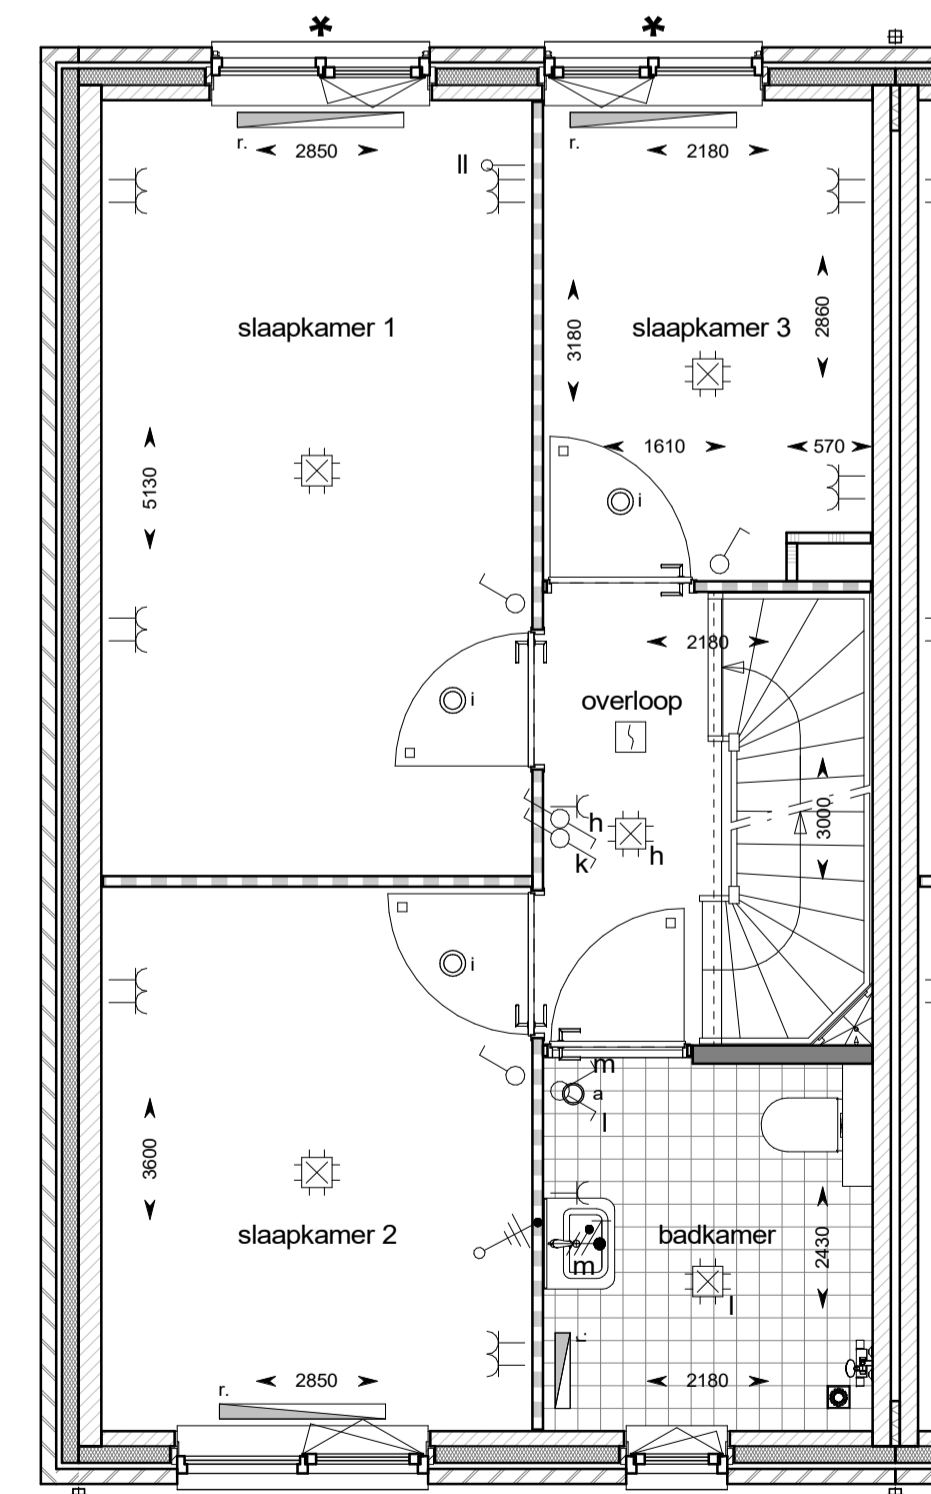 * *
r. 2850 r. 2180
ll
2860
3180
slaapkamer 1 slaapkamer 3
1610 570
5130
i
2180
i overloop
3000
h
k h
i
m
a
l
3600
slaapkamer 2 badkamer
2430
m
l
r.
r. 2850 2180